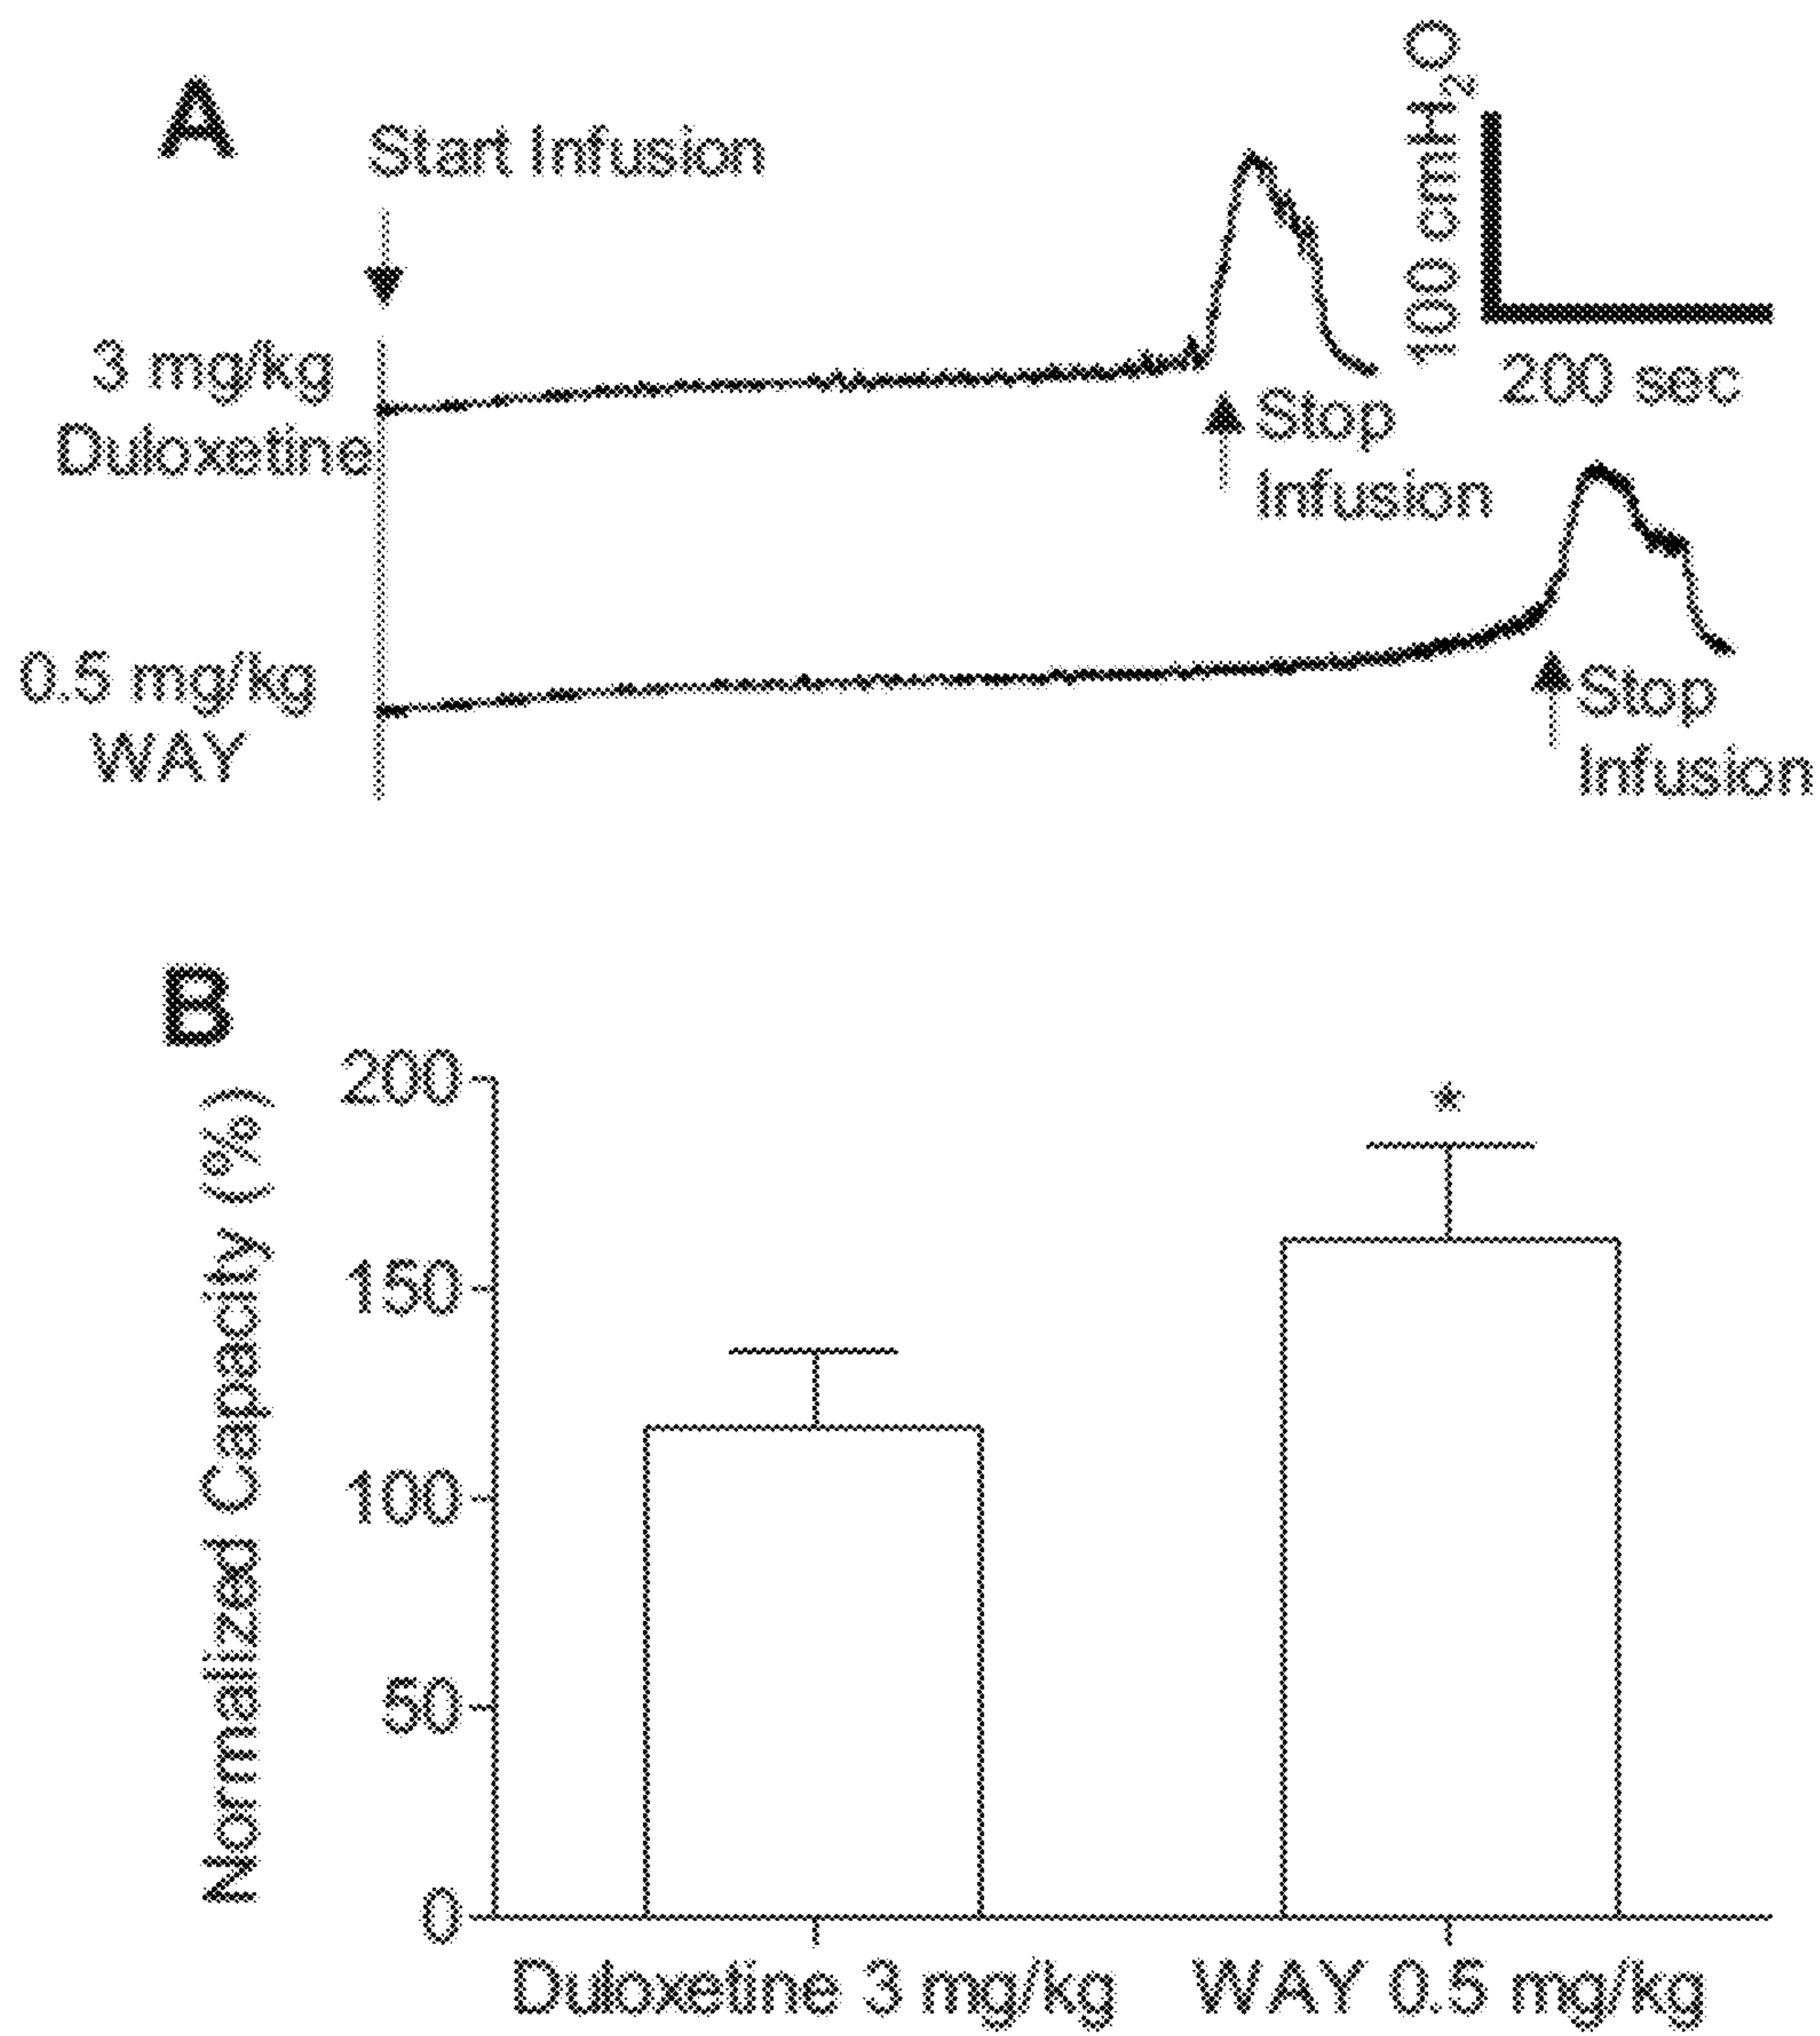 A
Start Infusion
100 cmH2O
200 sec
3 mg/kg
Duloxetine
Stop
Infusion
0.5 mg/kg
WAY
Stop
Infusion
B
Normalized Capacity (%)
200
150
100
50
0
*
Duloxetine 3 mg/kg
WAY 0.5 mg/kg